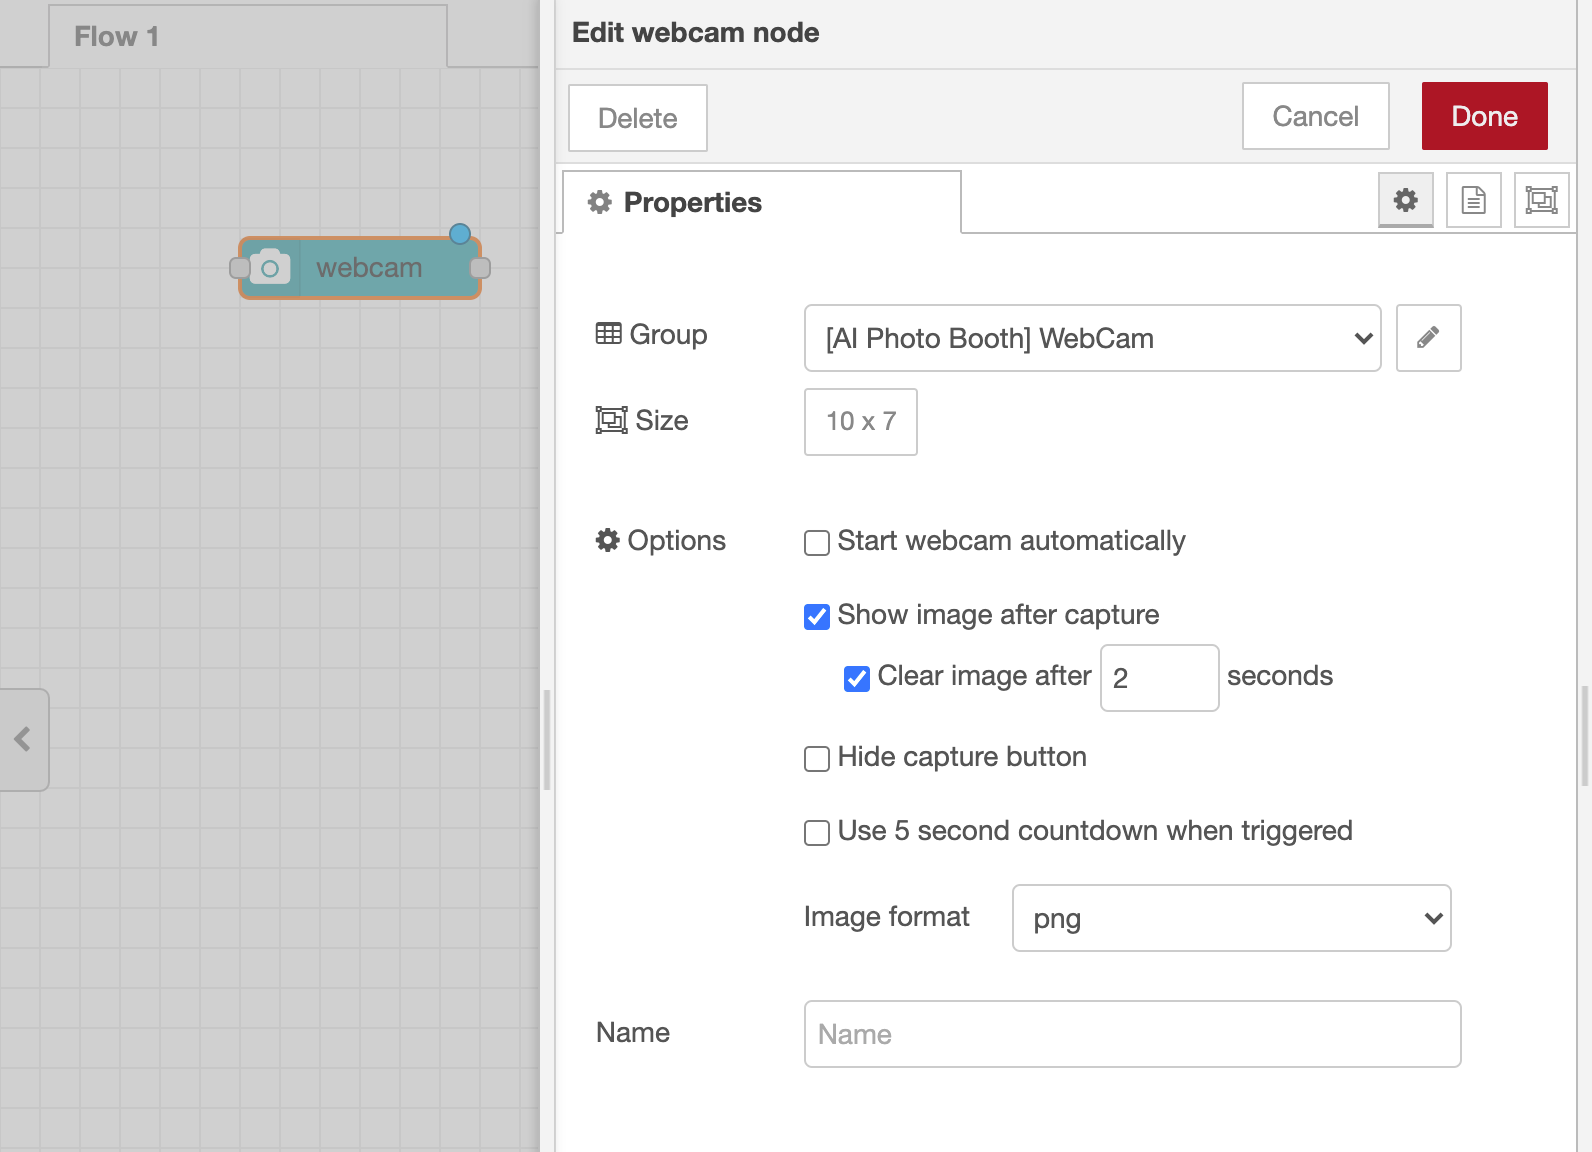 Flow 1
webcam
Edit webcam node
Delete
Cancel
Done
Properties
Group
[AI Photo Booth] WebCam
Size
10 x 7
Options
Start webcam automatically
Show image after capture
Clear image after 2 seconds
Hide capture button
Use 5 second countdown when triggered
Image format
png
Name
Name